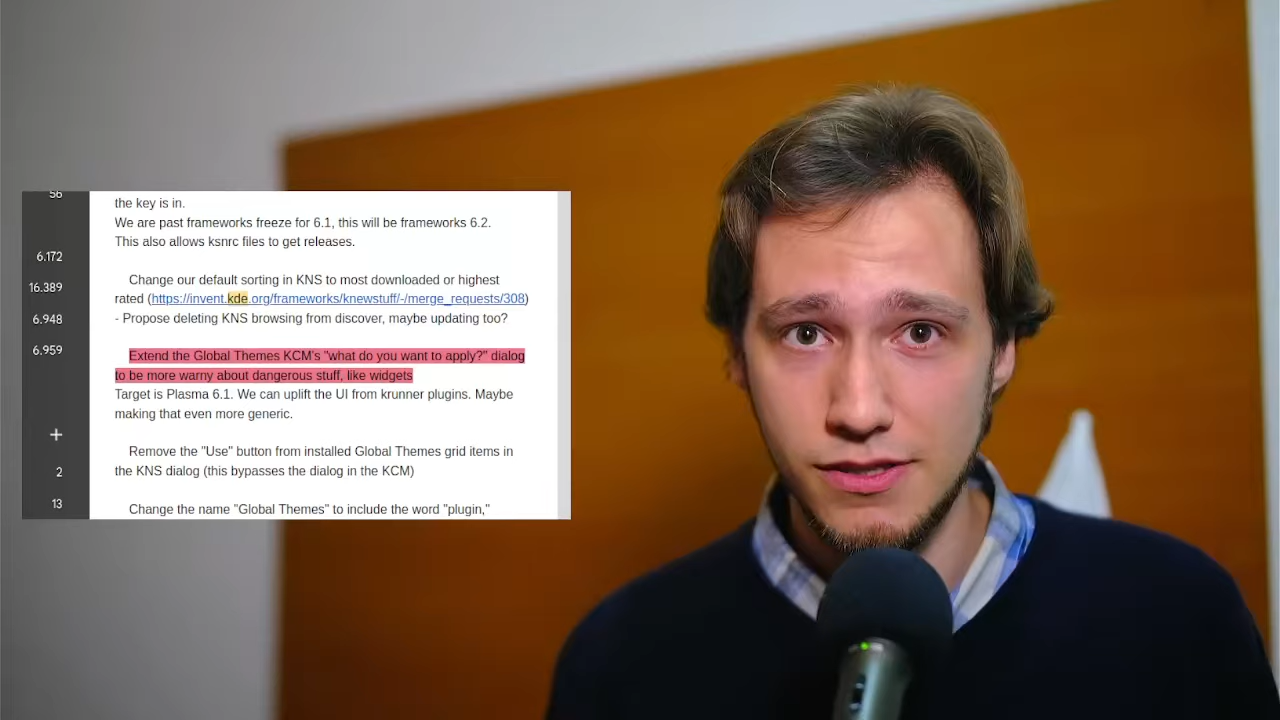 56
the key is in.
We are past frameworks freeze for 6.1, this will be frameworks 6.2.
This also allows ksnrc files to get releases.
6.172
Change our default sorting in KNS to most downloaded or highest
16.389
rated (https://invent.kde.org/frameworks/knewstuff/-/merge_requests/308)
6.948
- Propose deleting KNS browsing from discover, maybe updating too?
6.959
Extend the Global Themes KCM's "what do you want to apply?" dialog
to be more warny about dangerous stuff, like widgets
Target is Plasma 6.1. We can uplift the UI from krunner plugins. Maybe
making that even more generic.
+
Remove the "Use" button from installed Global Themes grid items in
2
the KNS dialog (this bypasses the dialog in the KCM)
13
Change the name "Global Themes" to include the word "plugin,"